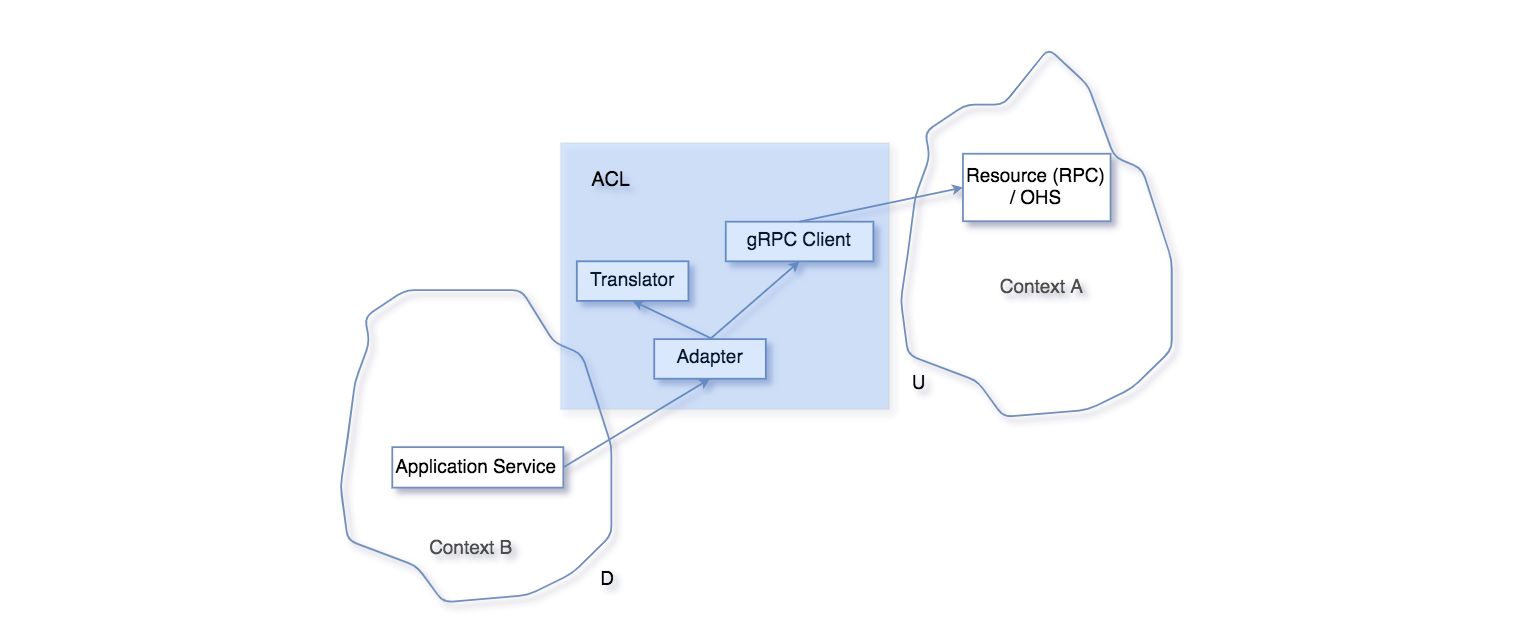 ACL
Resource (RPC)
/ OHS
gRPC Client
Translator
Context A
Adapter
U
Application Service
Context B
D